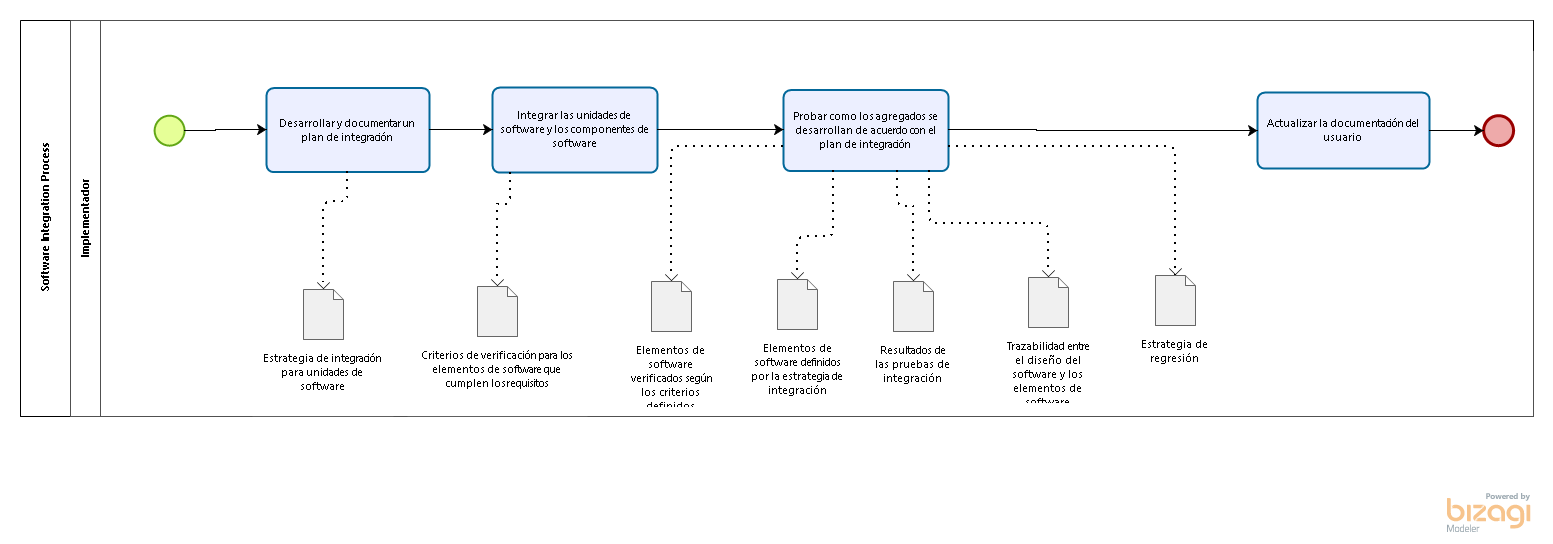 Software Integration Process
Implementador
Desarrollar y documentar un
plan de integración
Integrar las unidades de
software y los componentes de
software
Probar como los agregados se
desarrollan de acuerdo con el
plan de integración
Actualizar la documentación del
usuario
Estrategia de integración
para unidades de
software
Criterios de verificación para los
elementos de software que
cumplen los requisitos
Elementos de
software
verificados según
los criterios
definidos
Elementos de
software definidos
por la estrategia de
integración
Resultados de
las pruebas de
integración
Trazabilidad entre
el diseño del
software y los
elementos de
software
Estrategia de
regresión
Powered by
bizagi
Modeler